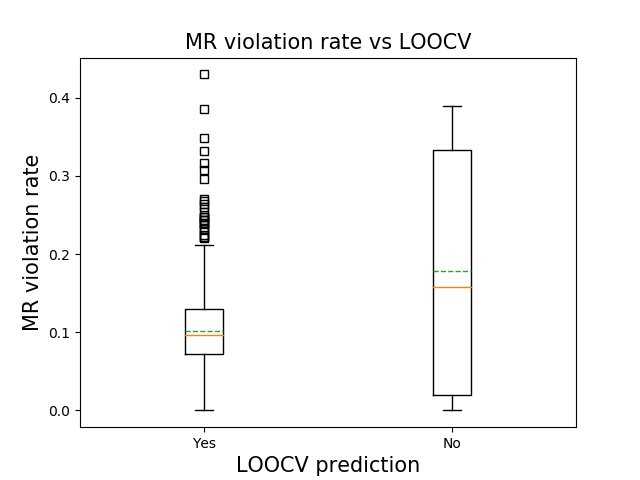 MR violation rate vs LOOCV
MR violation rate
0.4
0.3
0.2
0.1
0.0
Yes
No
LOOCV prediction